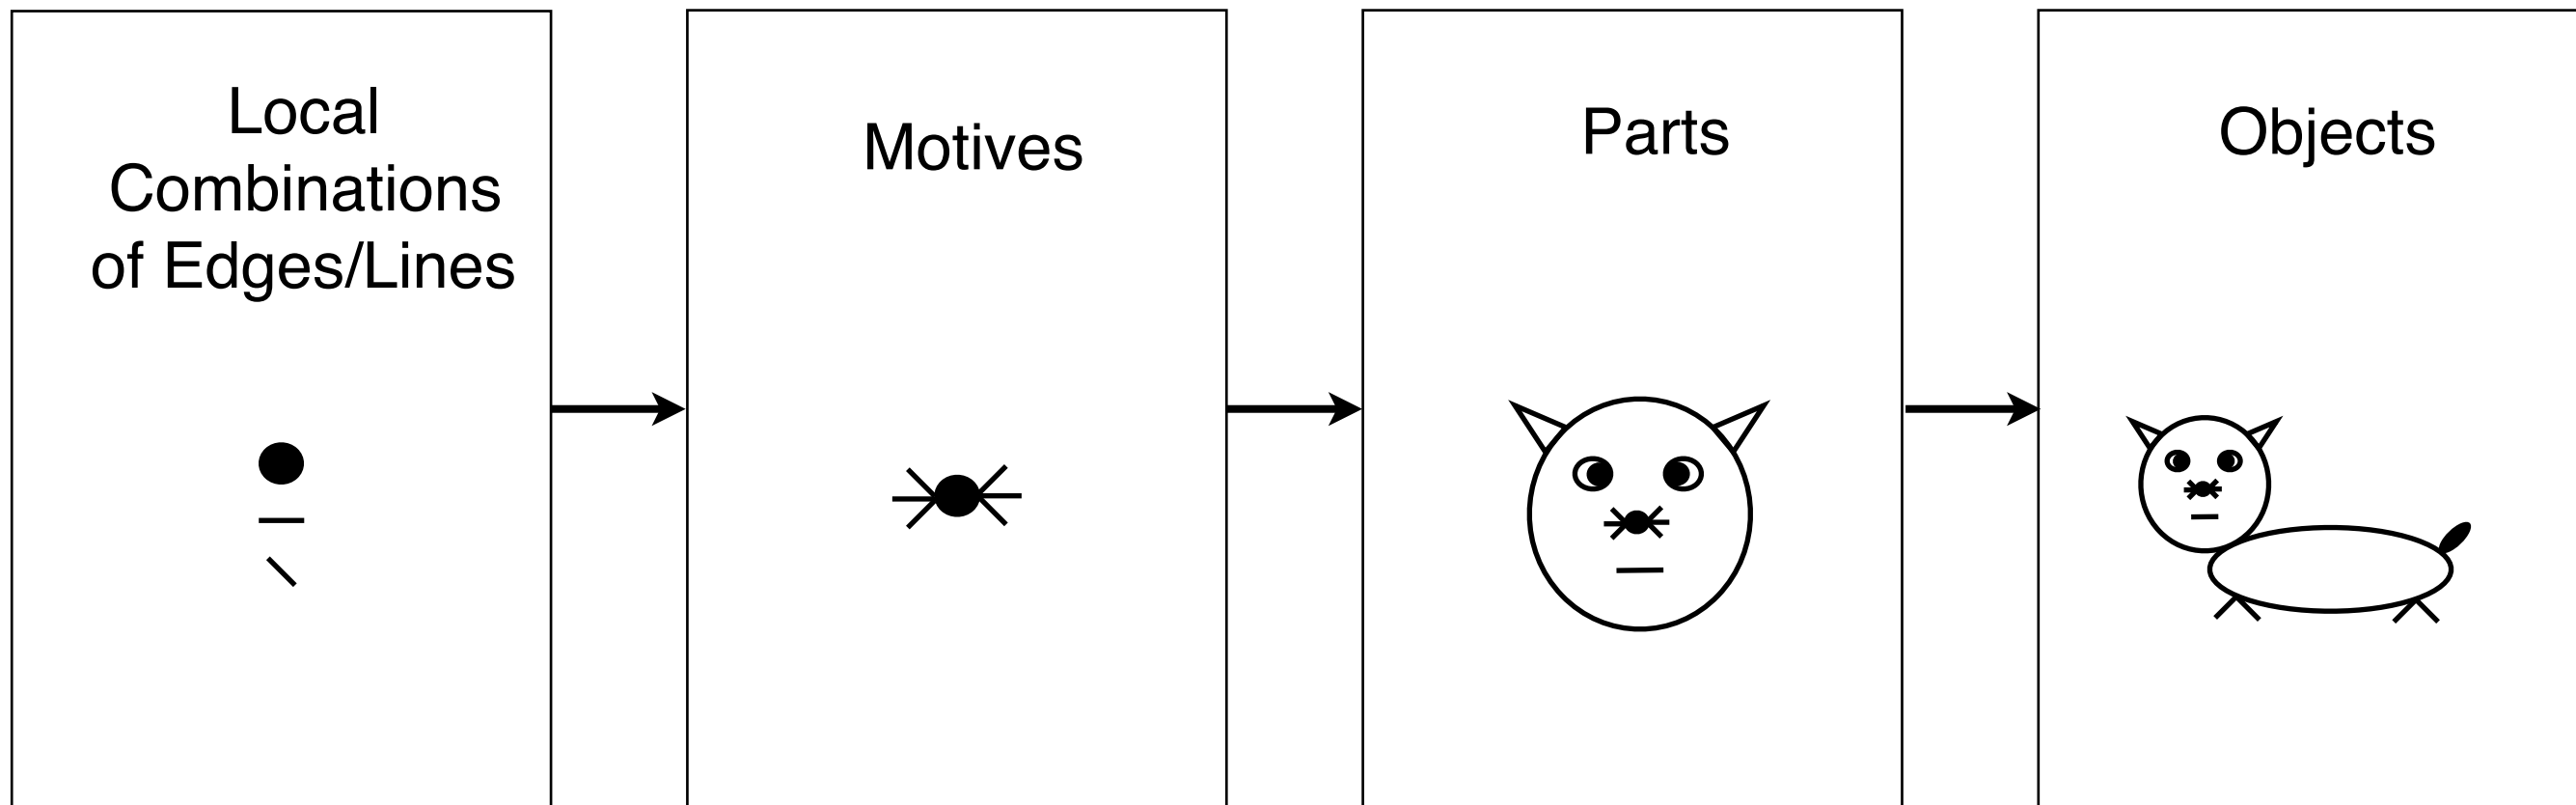 Local
Combinations
of Edges/Lines
Motives
Parts
Objects